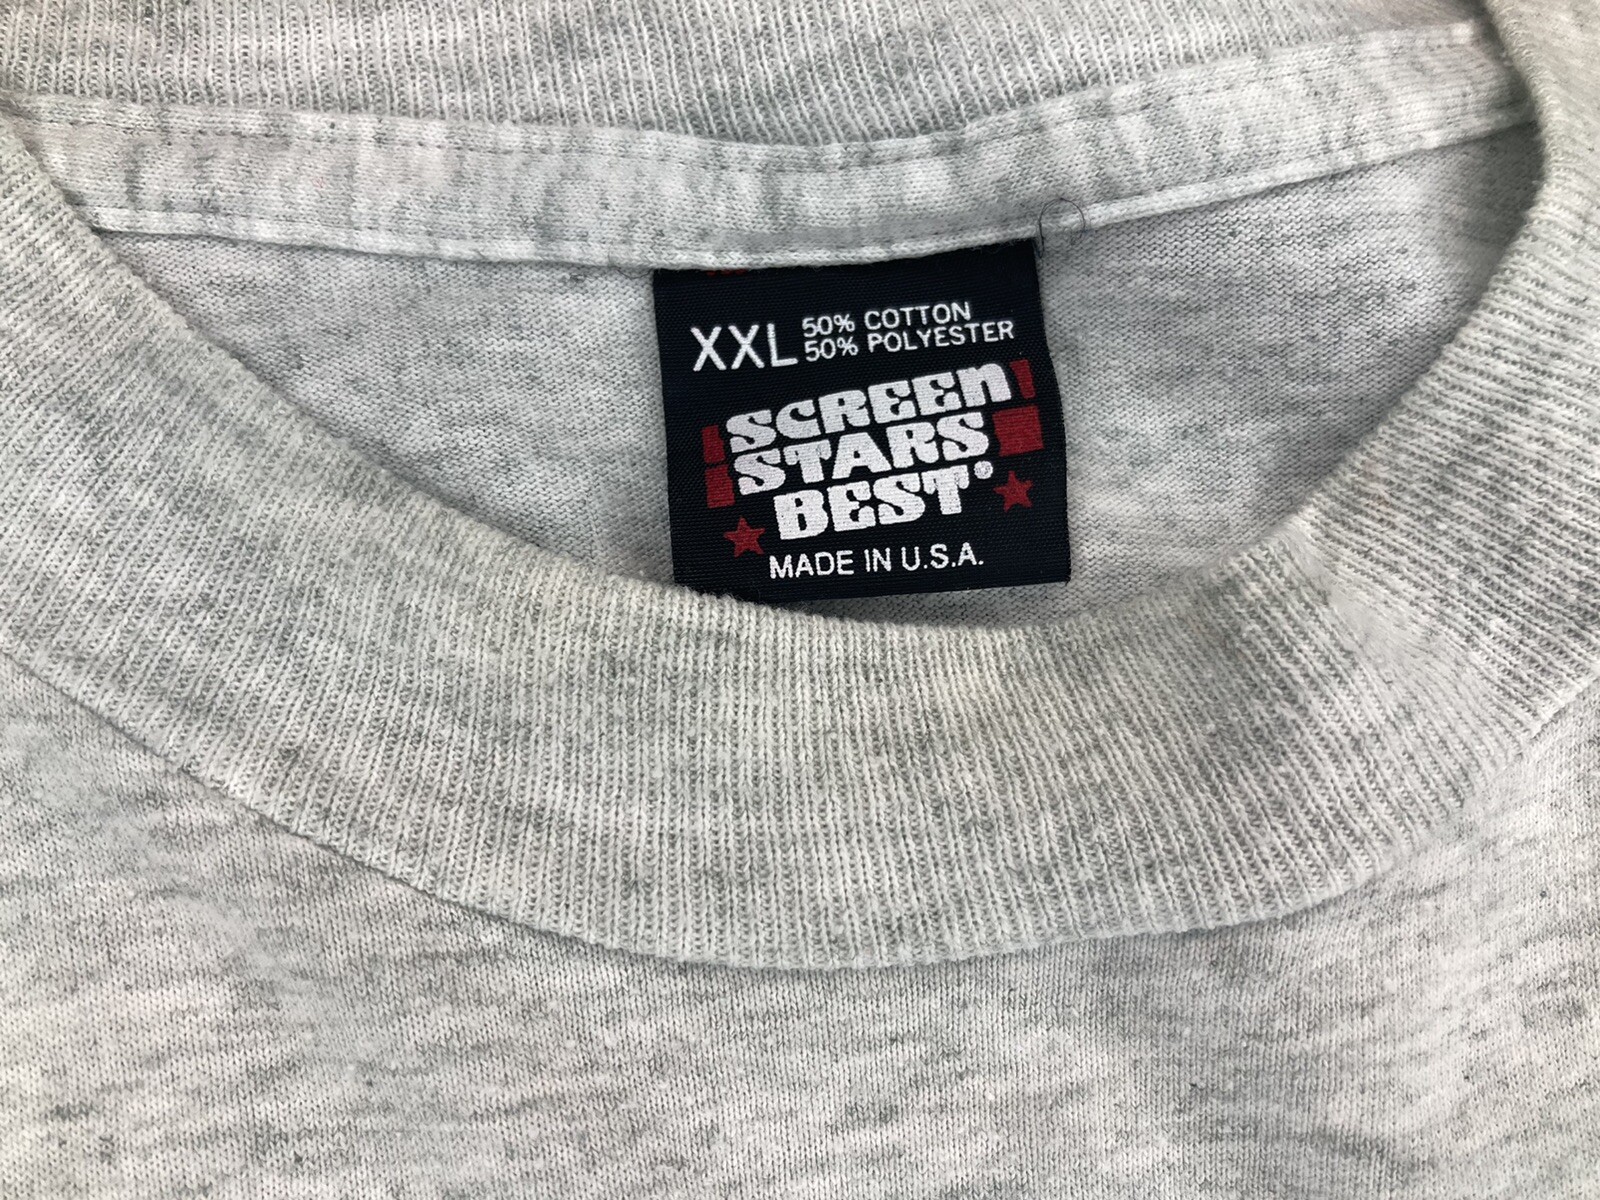 XXL 50% COTTON
50% POLYESTER
SCREEn
STARS
BEST®
MADE IN U.S.A.